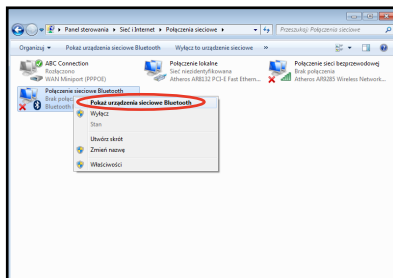 Panel sterowania ▸ Sieć i Internet ▸ Połączenia sieciowe ▸
Przeszukaj: Połączenia sieciowe
Organizuj
Pokaż urządzenia sieciowe Bluetooth
Wyłącz to urządzenie sieciowe
»
ABC Connection
Rozłączono
WAN Miniport (PPPOE)
Połączenie lokalne
Sieć niezidentyfikowana
Atheros AR8132 PCI-E Fast Ethern...
Połączenie sieci bezprzewodowej
Brak połączenia
Atheros AR9285 Wireless Network...
Połączenie sieciowe Bluetooth
Brak połąc
Bluetooth
Pokaż urządzenia sieciowe Bluetooth
Wyłącz
Stan
Utwórz skrót
Zmień nazwę
Właściwości